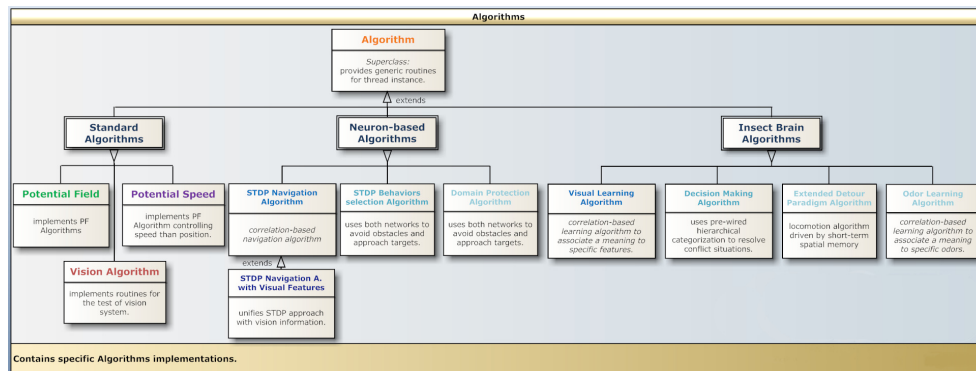 Algorithms
Algorithm
Superclass:
provides generic routines
for thread instance.
extends
Standard
Algorithms
Neuron-based
Algorithms
Insect Brain
Algorithms
Potential Field
implements PF
Algorithms
Potential Speed
implements PF
Algorithm controlling
speed than position.
Vision Algorithm
implements routines for
the test of vision
system.
STDP Navigation
Algorithm
correlation-based
navigation algorithm
extends
STDP Navigation A.
with Visual Features
unifies STDP approach
with vision information.
STDP Behaviors
selection Algorithm
uses both networks to
avoid obstacles and
approach targets.
Domain Protection
Algorithm
uses both networks to
avoid obstacles and
approach targets.
Visual Learning
Algorithm
correlation-based
learning algorithm to
associate a meaning to
specific features.
Decision Making
Algorithm
uses pre-wired
hierarchical
categorization to resolve
conflict situations.
Extended Detour
Paradigm Algorithm
locomotion algorithm
driven by short-term
spatial memory
Odor Learning
Algorithm
correlation-based
learning algorithm to
associate a meaning to
specific odors.
Contains specific Algorithms implementations.